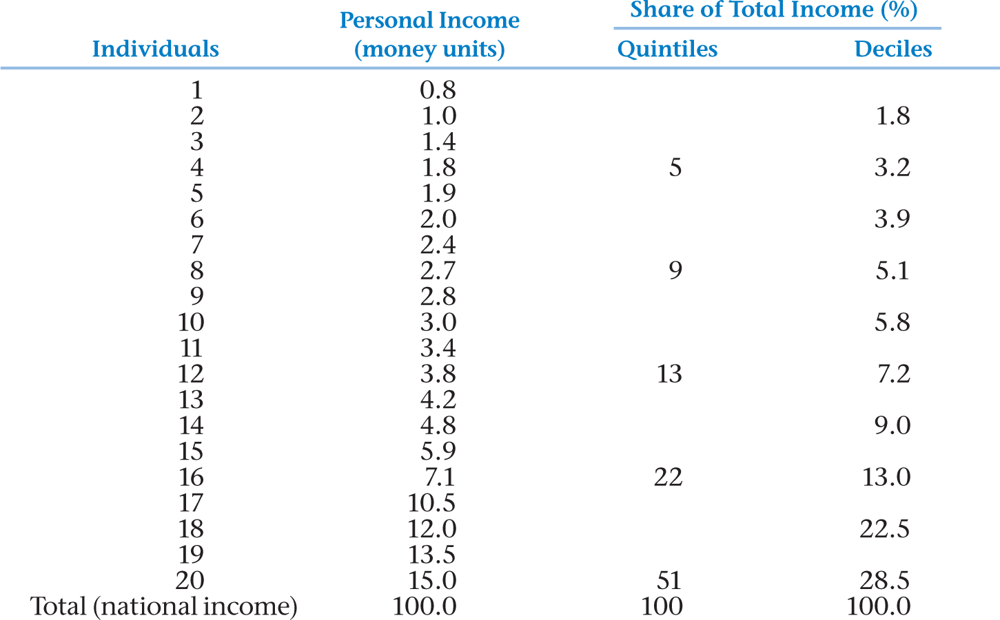 Share of Total Income (%)
Personal Income
Individuals (money units) Quintiles Deciles
1 0.8
2 1.0 1.8
3 1.4
4 1.8 5 3.2
5 1.9
6 2.0 3.9
7 2.4
8 2.7 9 5.1
9 2.8
10 3.0 5.8
11 3.4
12 3.8 13 7.2
13 4.2
14 4.8 9.0
15 5.9
16 7.1 22 13.0
17 10.5
18 12.0 22.5
19 13.5
20 15.0 51 28.5
Total (national income) 100.0 100 100.0